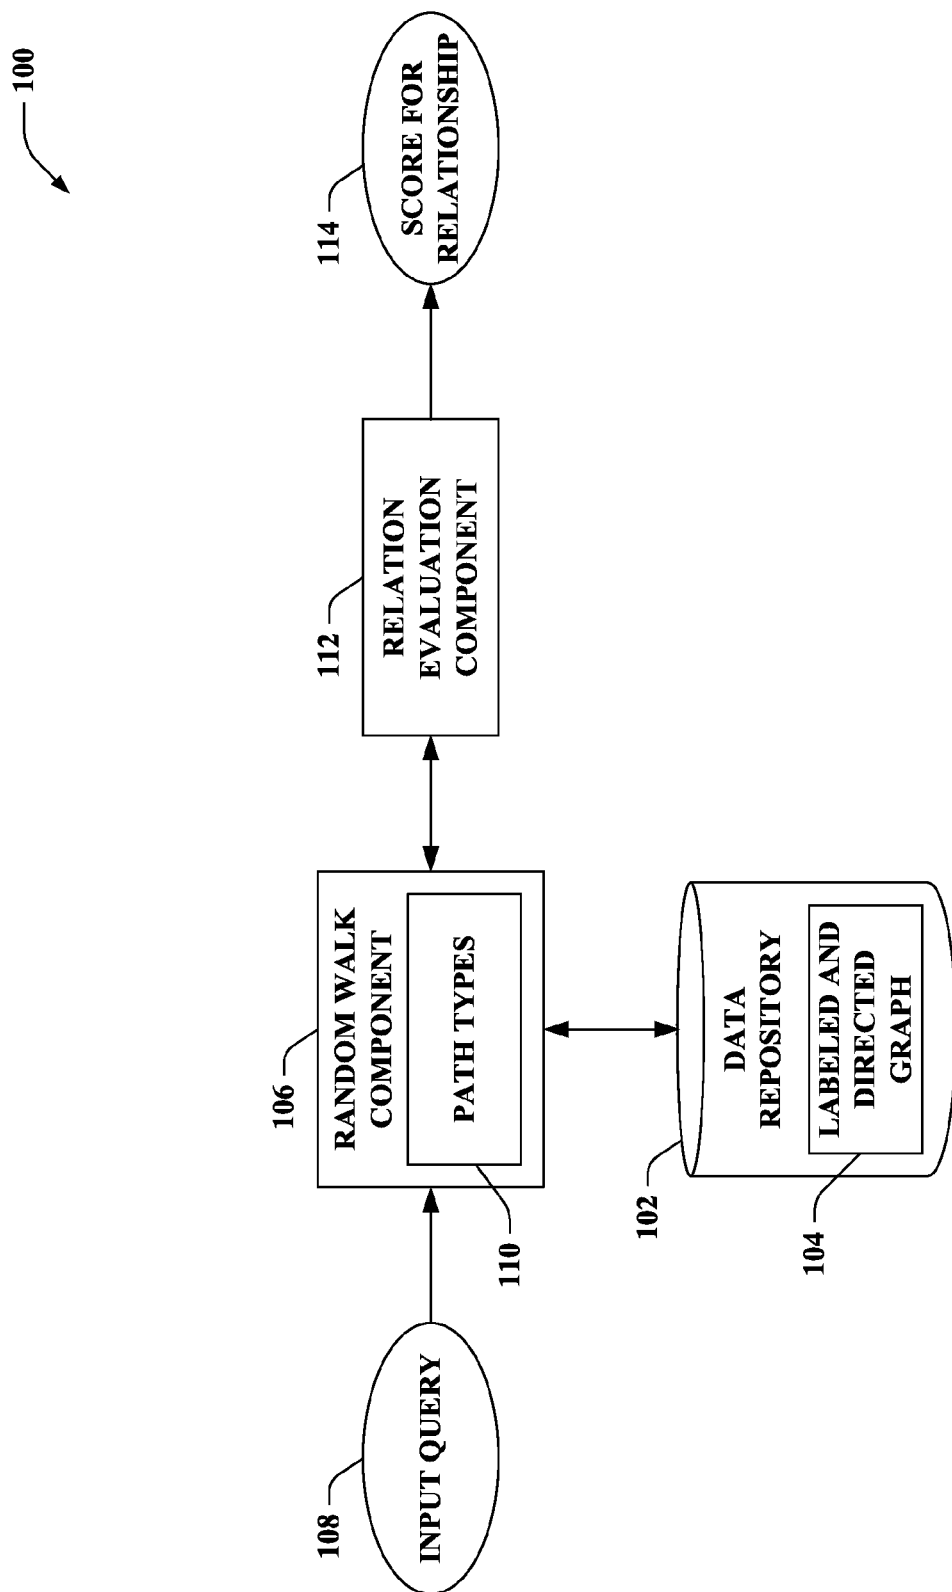 100
108
INPUT QUERY
106
RANDOM WALK
COMPONENT
110
PATH TYPES
102
DATA
REPOSITORY
104
LABELED AND
DIRECTED
GRAPH
112
RELATION
EVALUATION
COMPONENT
114
SCORE FOR
RELATIONSHIP